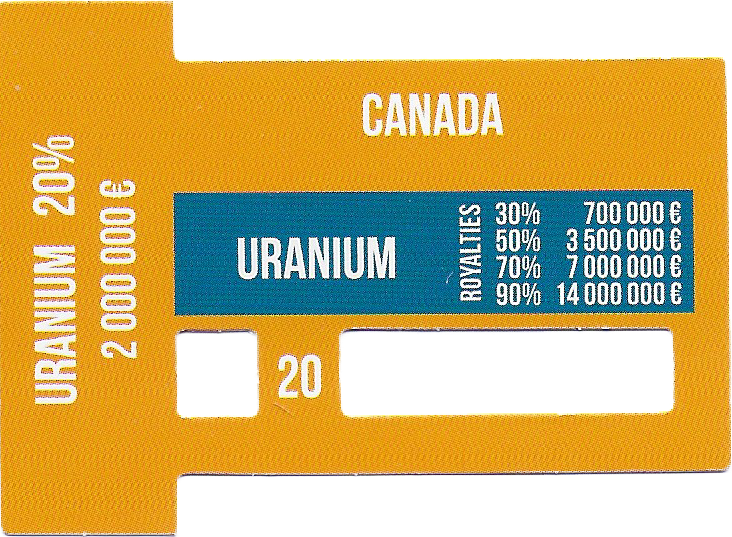 CANADA
URANIUM 20%
2 000 000 €
URANIUM
ROYALTIES
30% 700 000 €
50% 3 500 000 €
70% 7 000 000 €
90% 14 000 000 €
20